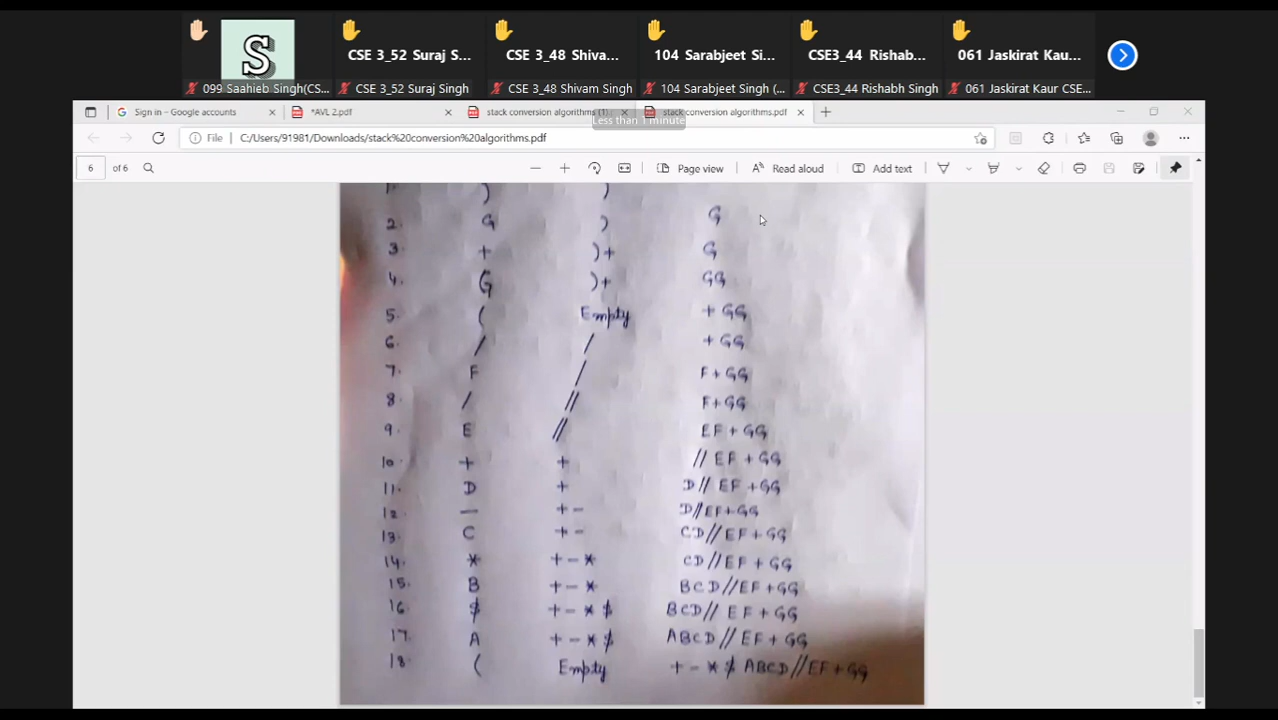 S
CSE 3_52 Suraj S...
CSE 3_48 Shiva...
104 Sarabjeet Si...
CSE3_44 Rishab...
061 Jaskirat Kaur...
099 Saahieb Singh(CS...
CSE 3_52 Suraj Singh
CSE 3_48 Shivam Singh
104 Sarabjeet Singh (...
CSE3_44 Rishabh Singh
061 Jaskirat Kaur CSE...
Sign in – Google accounts
*AVL 2.pdf
stack conversion algorithms (1)
stack conversion algorithms.pdf
Less than 1 minute
File C:/Users/91981/Downloads/stack%20conversion%20algorithms.pdf
6 of 6 Page view Read aloud Add text
1. ) )
2. G ) G
3 + )+ G
4. G )+ GG
5. ( Empty + GG
6. / / + GG
7. F / F + GG
8 / // F+GG
9. E // EF + GG
10. + + // EF + GG
11. D + D// EF +GG
12 — + - D//EF+GG
13. C + - CD//EF + GG
14. * + - * CD//EF + GG
15. B + - * BCD//EF +GG
16 $ + - * $ BCD// EF + GG
17. A + - * $ ABCD // EF + GG
18. ( Empty + - * $ ABCD //EF + GG